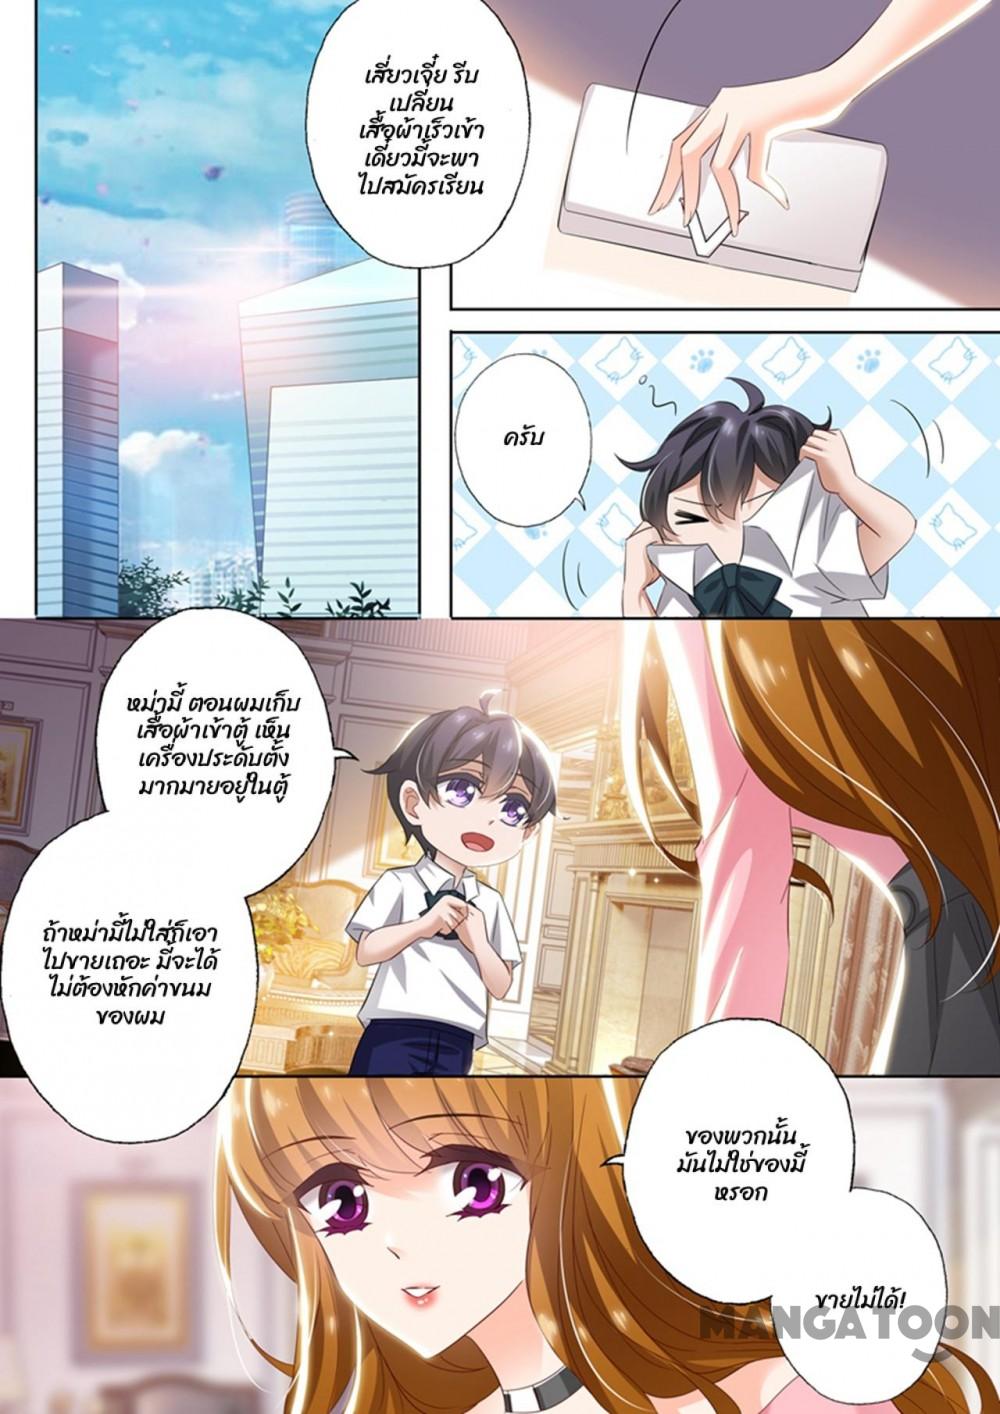 เสี่ยวเจี๋ย รีบ
เปลี่ยน
เสื้อผ้าเร็วเข้า
เดี๋ยวมี้จะพา
ไปสมัครเรียน
ครับ
หม่ามี้ ตอนผมเก็บ
เสื้อผ้าเข้าตู้ เห็น
เครื่องประดับตั้ง
มากมายอยู่ในตู้
ถ้าหม่ามี้ไม่ใส่ก็เอา
ไปขายเถอะ มี้จะได้
ไม่ต้องหักค่าขนม
ของผม
ของพวกนั้น
มันไม่ใช่ของมี้
หรอก
ขายไม่ได้!
MANGATOON